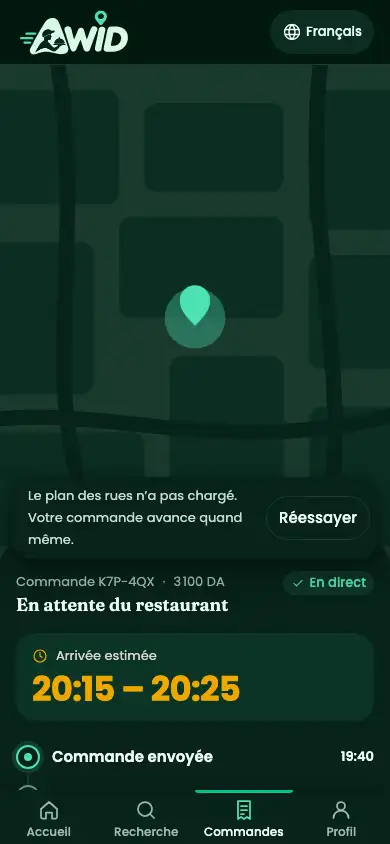 AWID
Français
Le plan des rues n’a pas chargé.
Votre commande avance quand
même.
Réessayer
Commande K7P-4QX · 3 100 DA
En direct
En attente du restaurant
Arrivée estimée
20:15 – 20:25
Commande envoyée 19:40
Accueil Recherche Commandes Profil